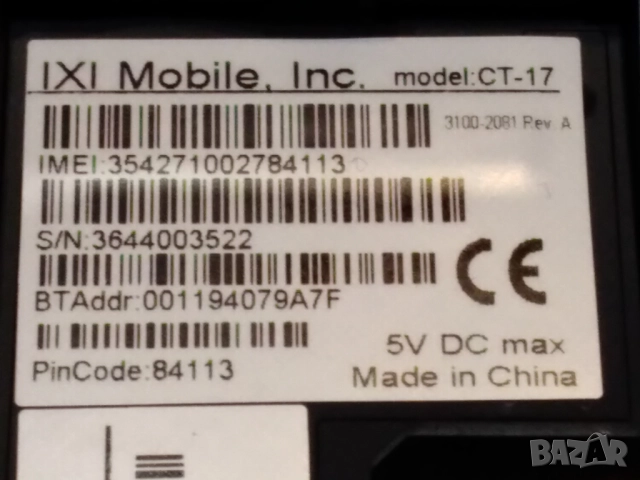 IXI Mobile, Inc. model:CT-17
3100-2081 Rev. A
IMEI:354271002784113
S/N:3644003522
BTAddr:001194079A7F
CE
PinCode:84113
5V DC max
Made in China
BAZAR